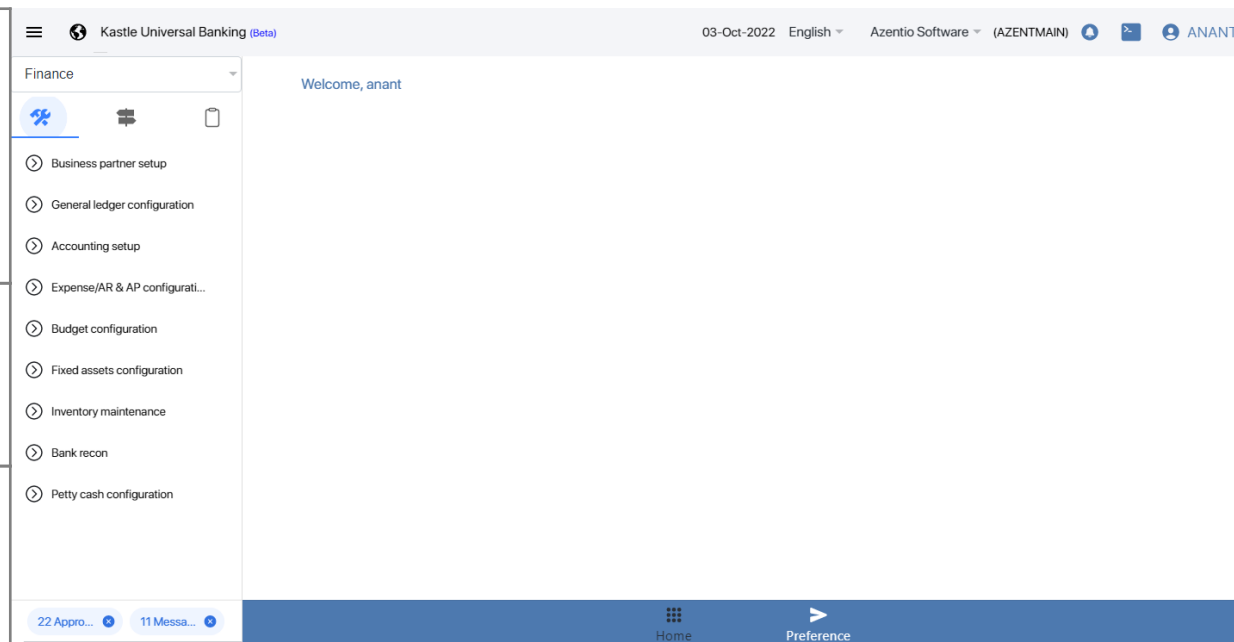 Kastle Universal Banking (Beta)
03-Oct-2022 English Azentio Software (AZENTMAIN) ANANT
Finance
Welcome, anant
Business partner setup
General ledger configuration
Accounting setup
Expense/AR & AP configurati...
Budget configuration
Fixed assets configuration
Inventory maintenance
Bank recon
Petty cash configuration
22 Appro... 11 Messa...
Home Preference